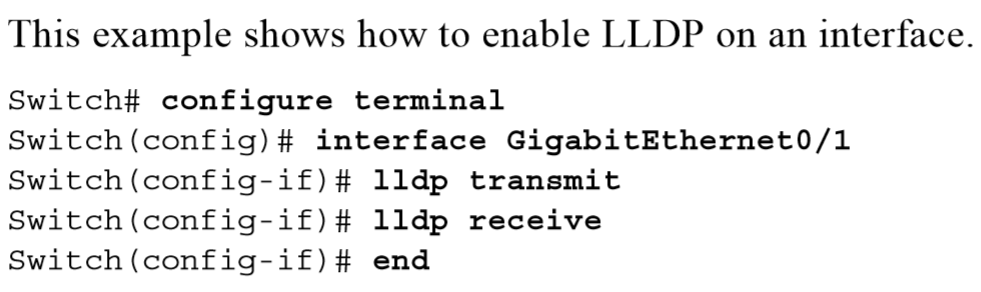 This example shows how to enable LLDP on an interface.
Switch# configure terminal
Switch(config)# interface GigabitEthernet0/1
Switch(config-if)# lldp transmit
Switch(config-if)# lldp receive
Switch(config-if)# end